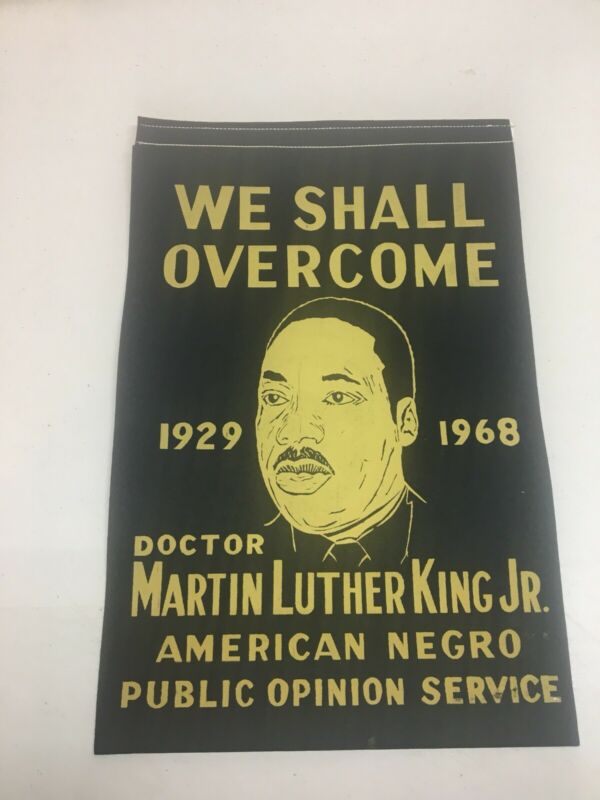 WE SHALL
OVERCOME
1929 1968
DOCTOR
MARTIN LUTHER KING JR.
AMERICAN NEGRO
PUBLIC OPINION SERVICE